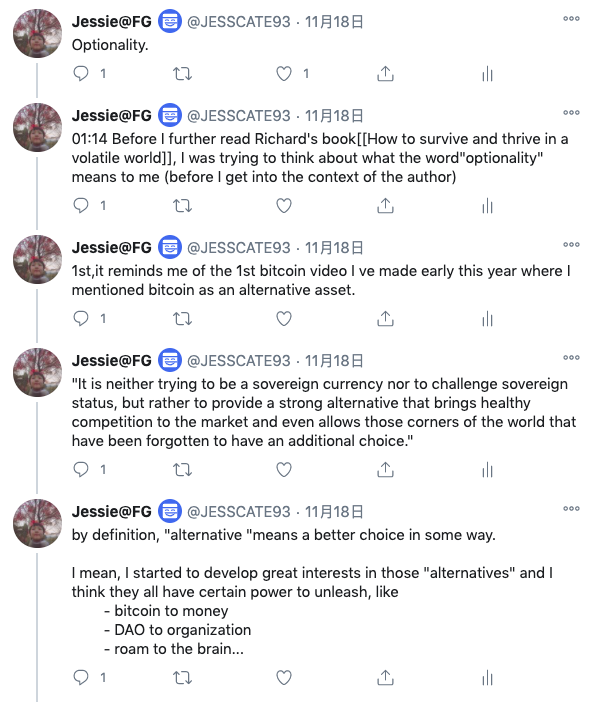 Jessie@FG @JESSCATE93 · 11月18日
Optionality.
1 1
Jessie@FG @JESSCATE93 · 11月18日
01:14 Before I further read Richard's book[[How to survive and thrive in a
volatile world]], I was trying to think about what the word"optionality"
means to me (before I get into the context of the author)
1
Jessie@FG @JESSCATE93 · 11月18日
1st,it reminds me of the 1st bitcoin video I ve made early this year where I
mentioned bitcoin as an alternative asset.
1
Jessie@FG @JESSCATE93 · 11月18日
"It is neither trying to be a sovereign currency nor to challenge sovereign
status, but rather to provide a strong alternative that brings healthy
competition to the market and even allows those corners of the world that
have been forgotten to have an additional choice."
1
Jessie@FG @JESSCATE93 · 11月18日
by definition, "alternative "means a better choice in some way.
I mean, I started to develop great interests in those "alternatives" and I
think they all have certain power to unleash, like
- bitcoin to money
- DAO to organization
- roam to the brain...
1